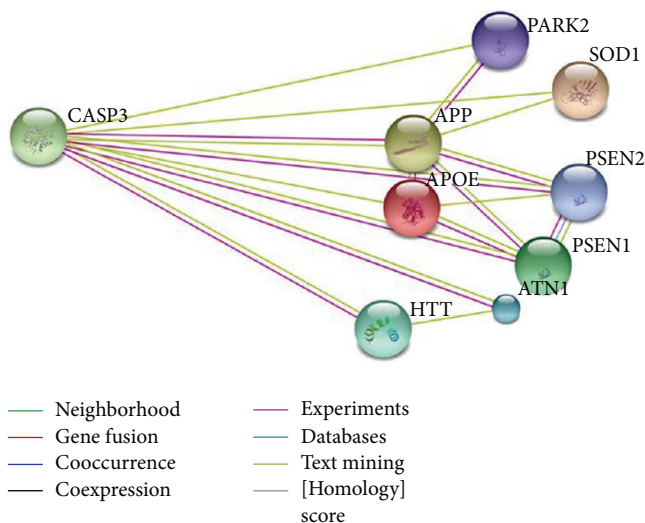 PARK2
SOD1
CASP3
APP
PSEN2
APOE
PSEN1
ATN1
HTT
Neighborhood
Gene fusion
Cooccurrence
Coexpression
Experiments
Databases
Text mining
[Homology]
score